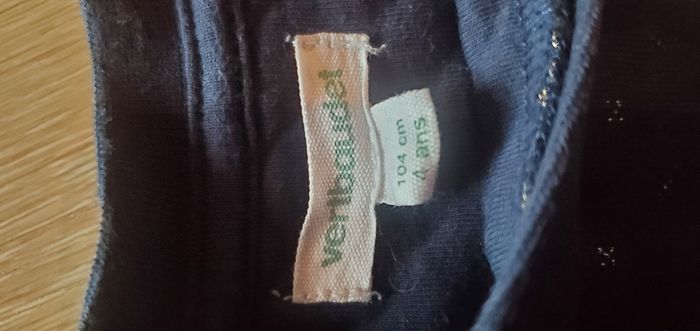 vertbaudet
104 cm
4 ans